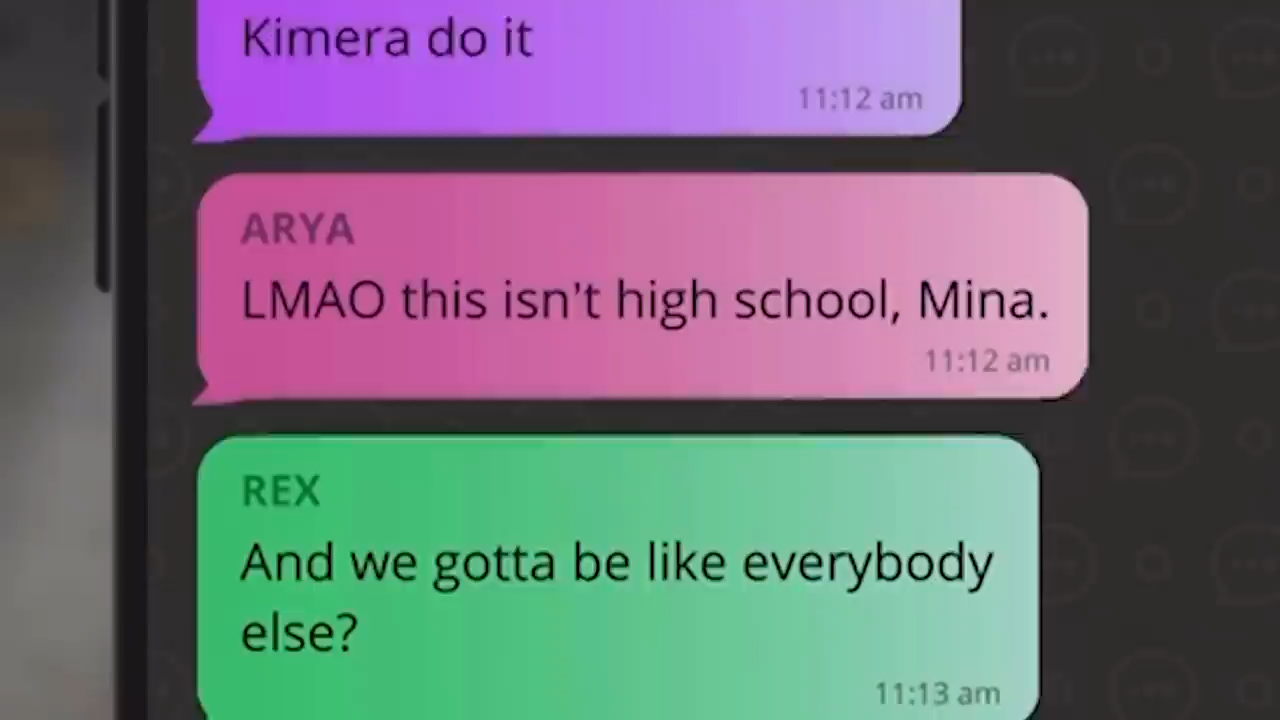 Kimera do it
11:12 am
ARYA
LMAO this isn't high school, Mina.
11:12 am
REX
And we gotta be like everybody
else?
11:13 am